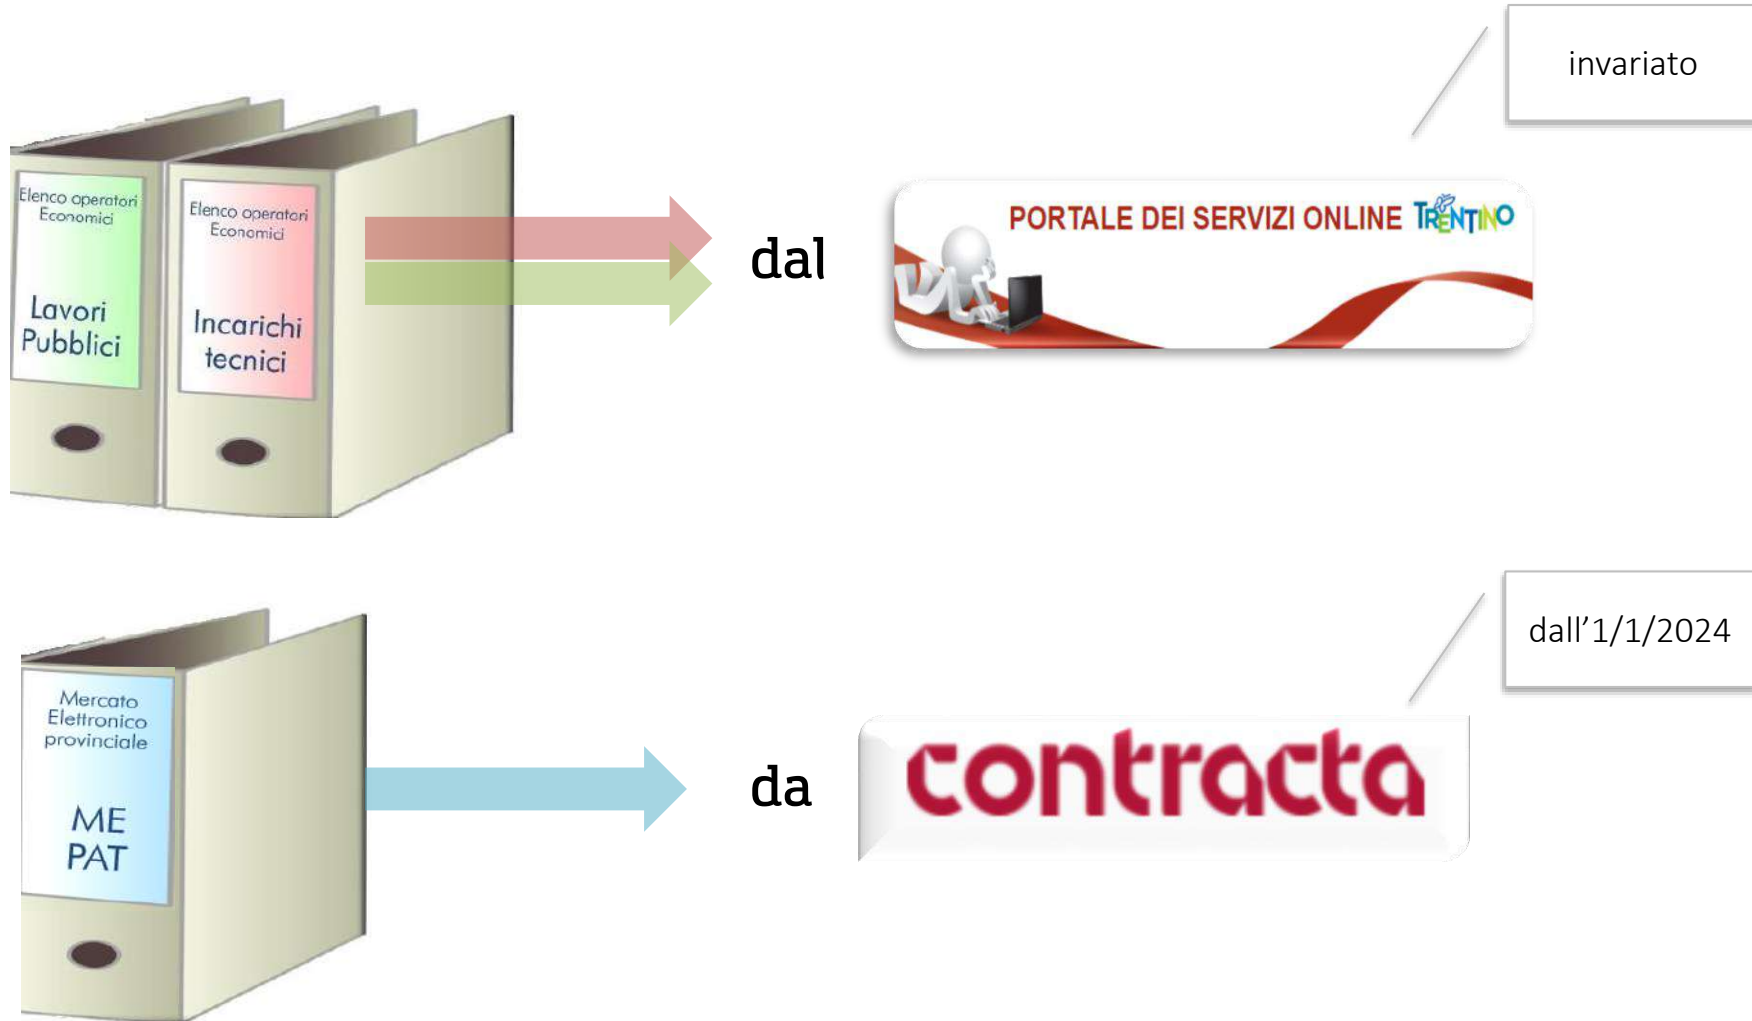 invariato
Elenco operatori
Economici
Lavori
Pubblici
Elenco operatori
Economici
Incarichi
tecnici
dal
PORTALE DEI SERVIZI ONLINE TRENTINO
dall’1/1/2024
Mercato
Elettronico
provinciale
ME
PAT
da
contracta